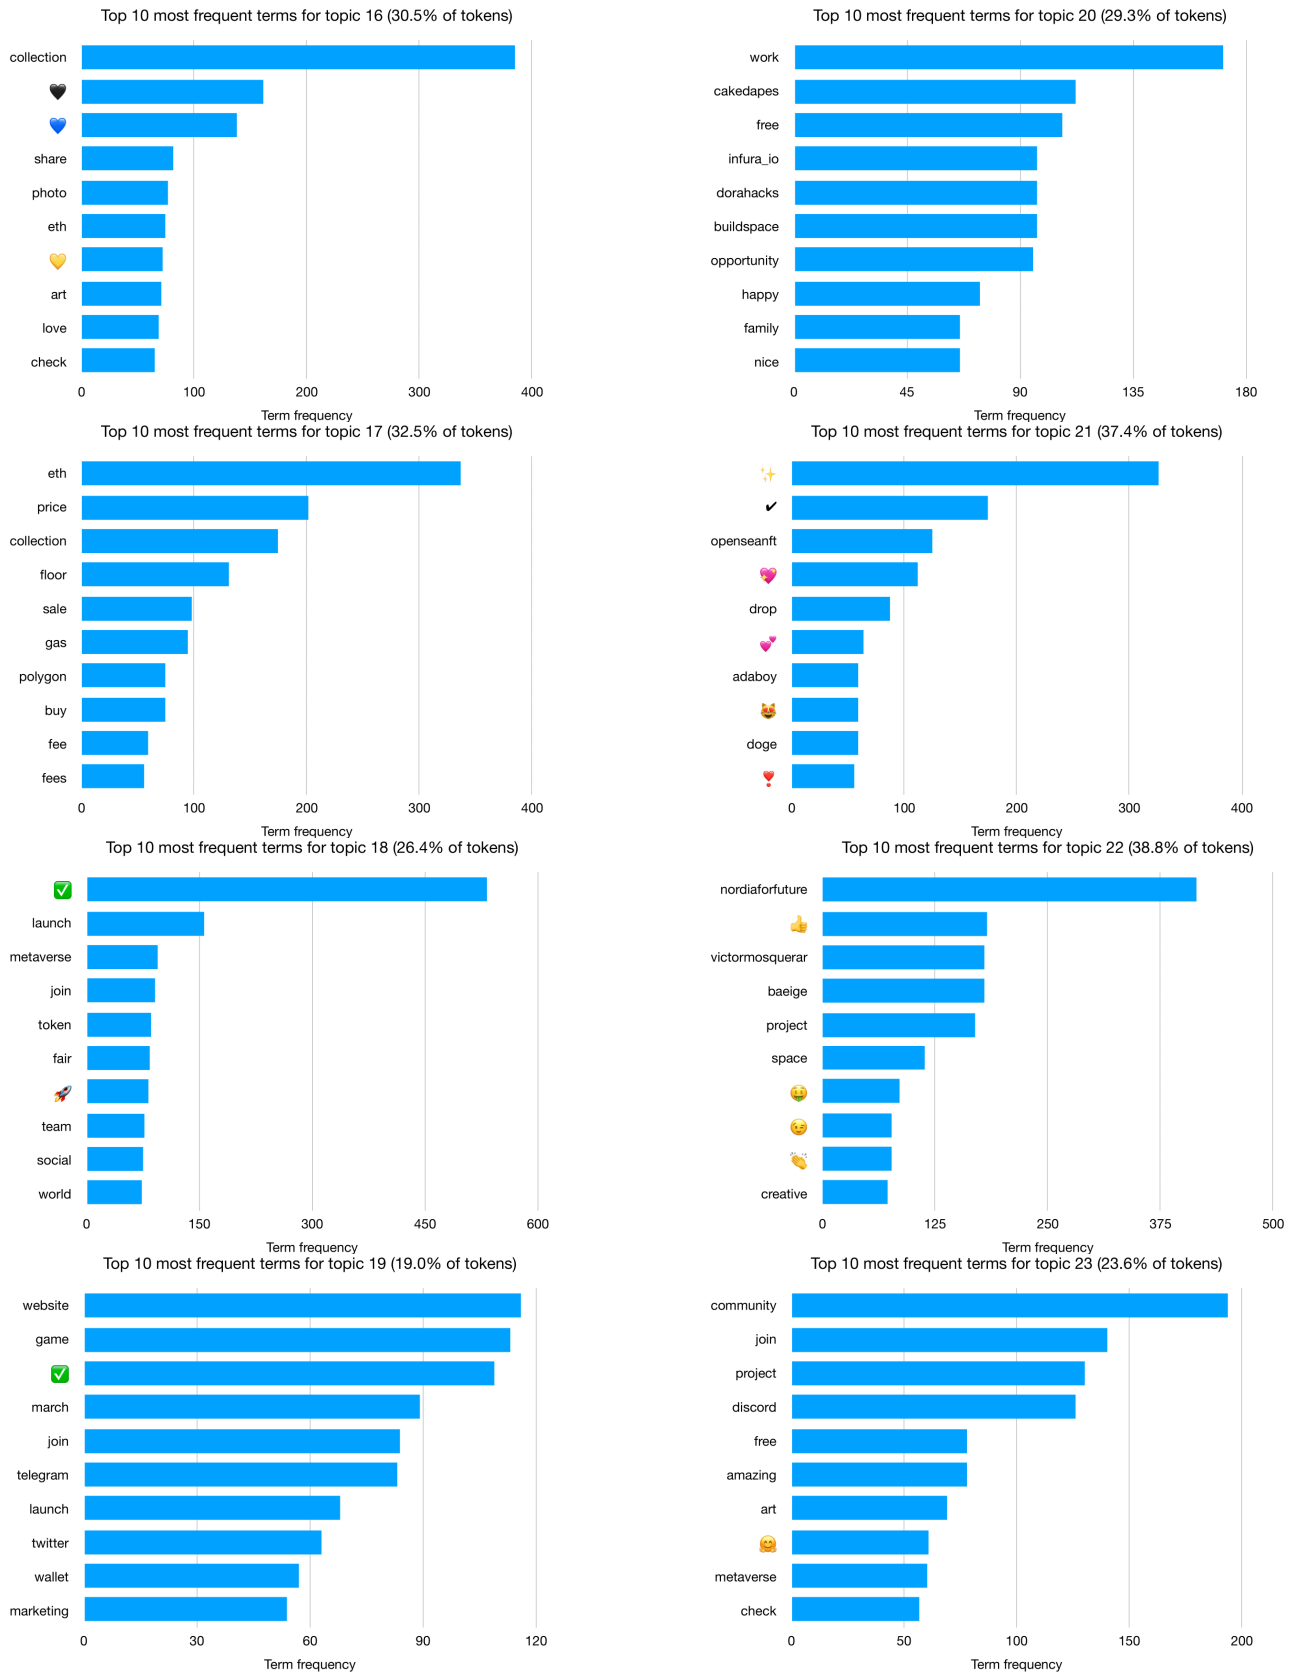 Top 10 most frequent terms for topic 16 (30.5% of tokens)
collection
🖤
💙
share
photo
eth
💛
art
love
check
0 100 200 300 400
Term frequency
Top 10 most frequent terms for topic 20 (29.3% of tokens)
work
cakedapes
free
infura_io
dorahacks
buildspace
opportunity
happy
family
nice
0 45 90 135 180
Term frequency
Top 10 most frequent terms for topic 17 (32.5% of tokens)
eth
price
collection
floor
sale
gas
polygon
buy
fee
fees
0 100 200 300 400
Term frequency
Top 10 most frequent terms for topic 21 (37.4% of tokens)
✨
✔
openseanft
💖
drop
💕
adaboy
😻
doge
❣️
0 100 200 300 400
Term frequency
Top 10 most frequent terms for topic 18 (26.4% of tokens)
✅
launch
metaverse
join
token
fair
🚀
team
social
world
0 150 300 450 600
Term frequency
Top 10 most frequent terms for topic 22 (38.8% of tokens)
nordiaforfuture
👍
victormosquerar
baeige
project
space
🤑
😉
👏
creative
0 125 250 375 500
Term frequency
Top 10 most frequent terms for topic 19 (19.0% of tokens)
website
game
✅
march
join
telegram
launch
twitter
wallet
marketing
0 30 60 90 120
Term frequency
Top 10 most frequent terms for topic 23 (23.6% of tokens)
community
join
project
discord
free
amazing
art
🤗
metaverse
check
0 50 100 150 200
Term frequency